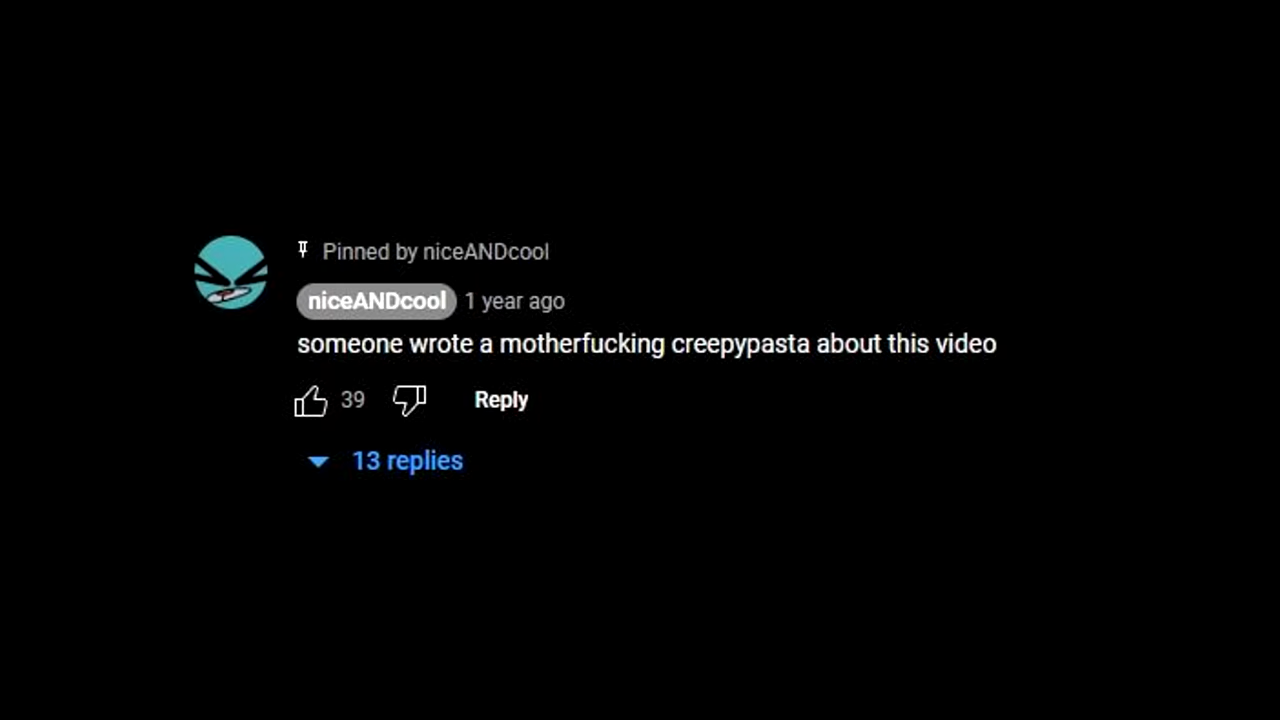 Pinned by niceANDcool
niceANDcool 1 year ago
someone wrote a motherfucking creepypasta about this video
39 Reply
13 replies